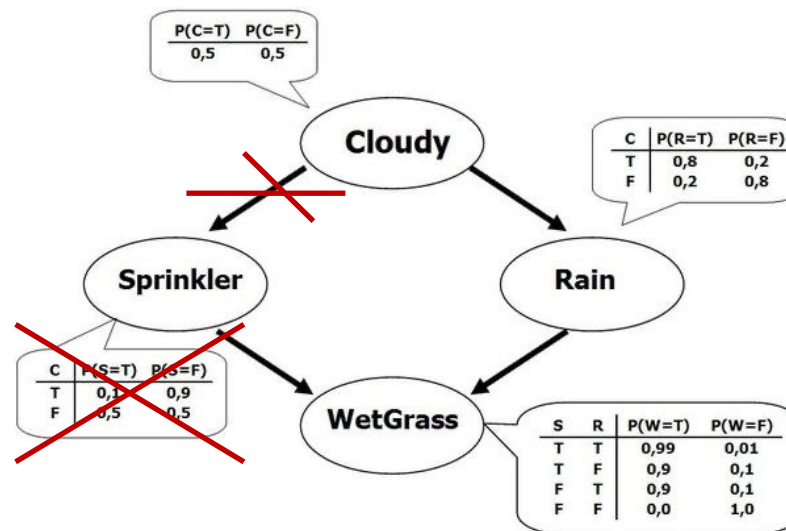 P(C=T) P(C=F)
0,5 0,5
Cloudy
C P(R=T) P(R=F)
T 0,8 0,2
F 0,2 0,8
Sprinkler
Rain
C P(S=T) P(S=F)
T 0,1 0,9
F 0,5 0,5
WetGrass
S R P(W=T) P(W=F)
T T 0,99 0,01
T F 0,9 0,1
F T 0,9 0,1
F F 0,0 1,0